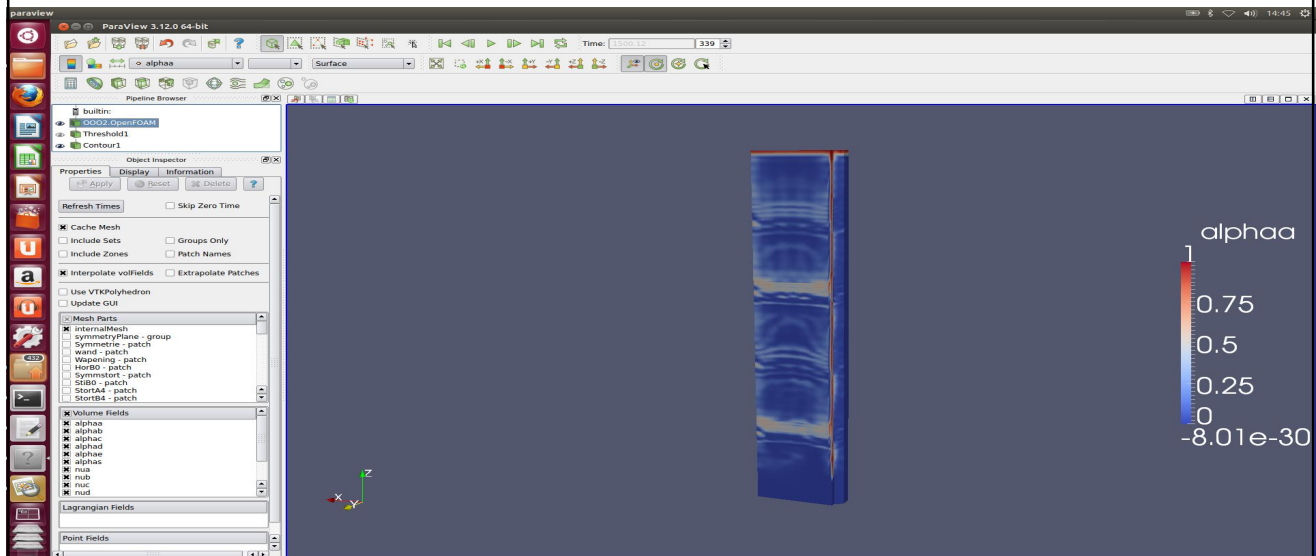 paraview
14:45
ParaView 3.12.0 64-bit
Time: 1500.12 339
alphaa Surface
Pipeline Browser
builtin:
0002.OpenFOAM
Threshold1
Contour1
Object Inspector
Properties Display Information
Apply Reset Delete ?
Refresh Times Skip Zero Time
Cache Mesh
Include Sets Groups Only
Include Zones Patch Names
Interpolate volFields Extrapolate Patches
Use VTKPolyhedron
Update GUI
Mesh Parts
internalMesh
symmetryPlane - group
Symmetrie - patch
wand - patch
Wapening - patch
HorB0 - patch
Symmstort - patch
StiB0 - patch
StortA4 - patch
StortB4 - patch
Volume Fields
alphaa
alphab
alphac
alphad
alphae
alphas
nua
nub
nuc
nud
Lagrangian Fields
Point Fields
432
alphaa
1
0.75
0.5
0.25
0
-8.01e-30
Z
X
Y